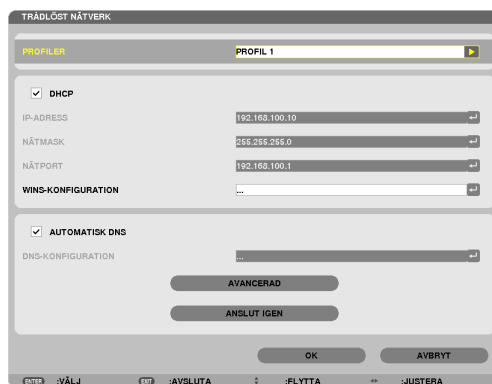 TRÅDLÖST NÄTVERK
PROFILER PROFIL 1
DHCP
IP-ADRESS 192.168.100.10
NÄTMASK 255.255.255.0
NÄTPORT 192.168.100.1
WINS-KONFIGURATION ...
AUTOMATISK DNS
DNS-KONFIGURATION ...
AVANCERAD
ANSLUT IGEN
OK AVBRYT
ENTER :VÄLJ EXIT :AVSLUTA :FLYTTA :JUSTERA